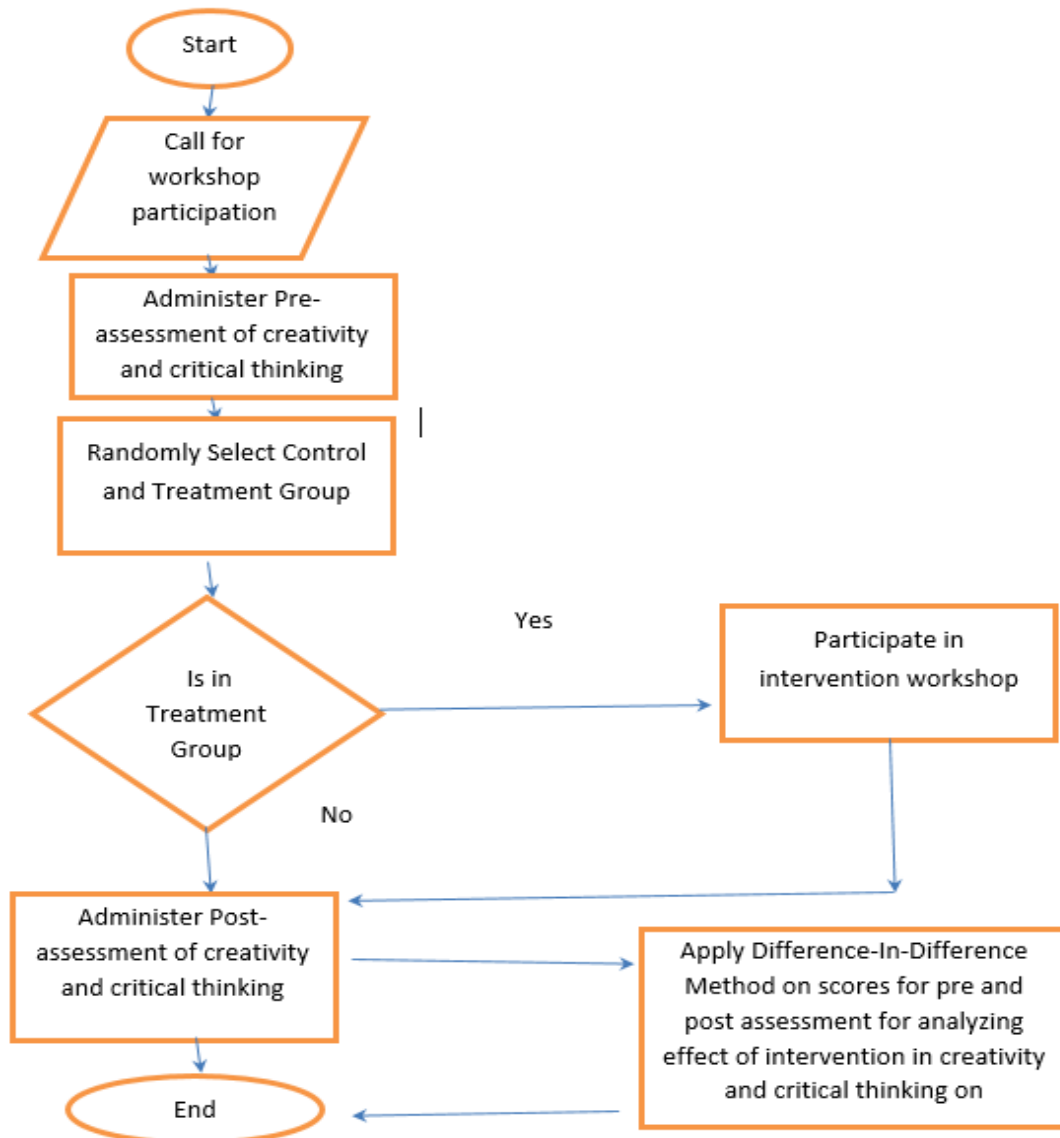 Start
Call for
workshop
participation
Administer Pre-
assessment of creativity
and critical thinking
Randomly Select Control
and Treatment Group
Yes
Participate in
intervention workshop
Is in
Treatment
Group
No
Administer Post-
assessment of creativity
and critical thinking
Apply Difference-In-Difference
Method on scores for pre and
post assessment for analyzing
effect of intervention in creativity
and critical thinking on
End